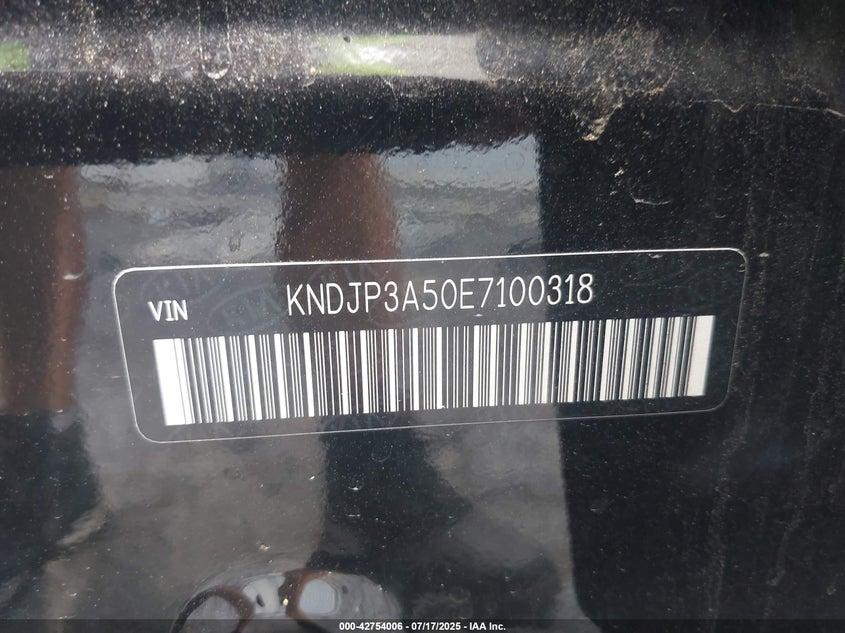 VIN KNDJP3A50E7100318
000-42754006 - 07/17/2025 - IAA Inc.